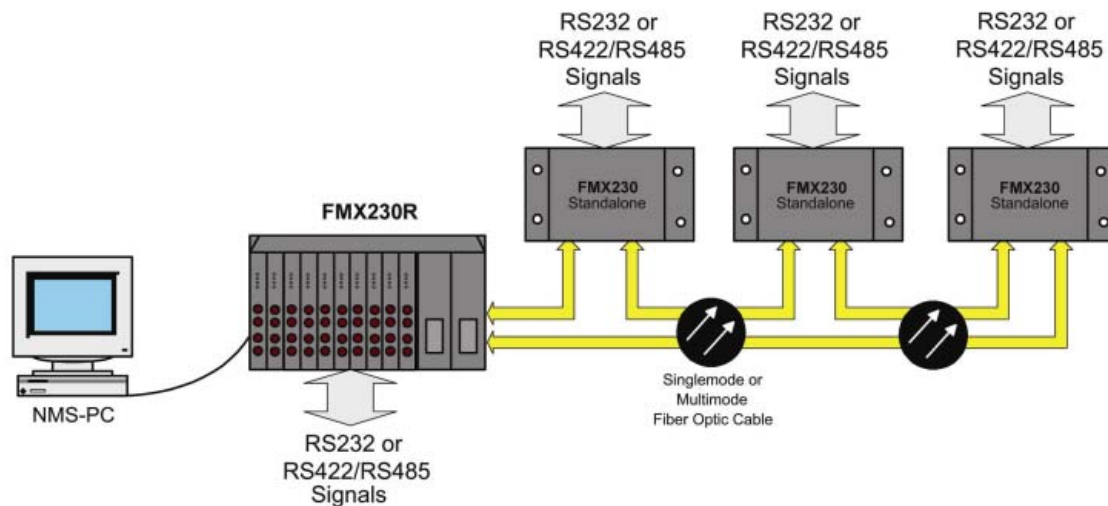 RS232 or
RS422/RS485
Signals
RS232 or
RS422/RS485
Signals
RS232 or
RS422/RS485
Signals
FMX230
Standalone
FMX230
Standalone
FMX230
Standalone
FMX230R
NMS-PC
Singlemode or
Multimode
Fiber Optic Cable
RS232 or
RS422/RS485
Signals